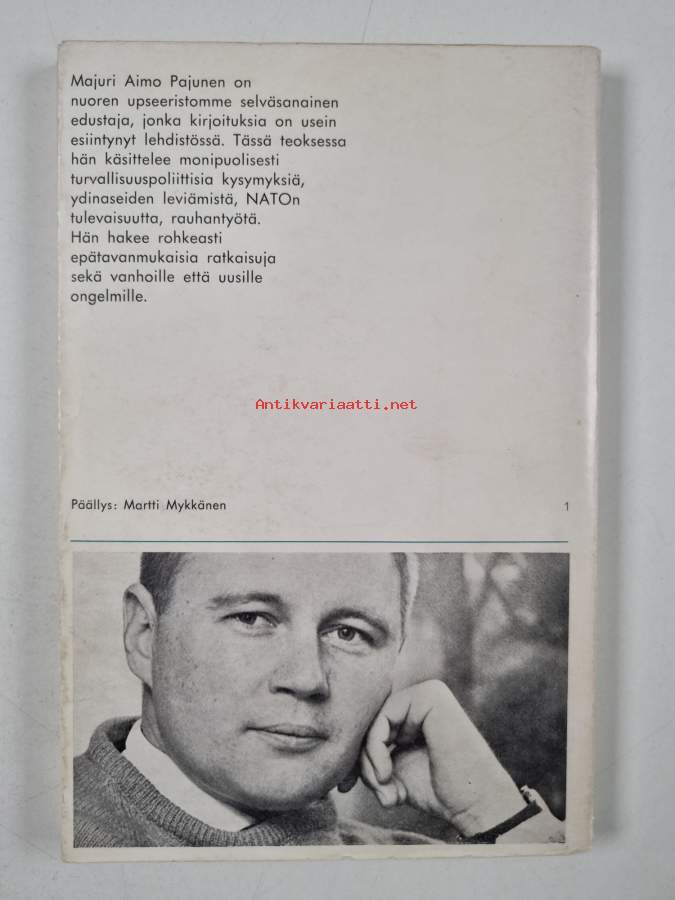 Majuri Aimo Pajunen on
nuoren upseeristomme selväsanainen
edustaja, jonka kirjoituksia on usein
esiintynyt lehdistössä. Tässä teoksessa
hän käsittelee monipuolisesti
turvallisuuspoliittisia kysymyksiä,
ydinaseiden leviämistä, NATOn
tulevaisuutta, rauhantyötä.
Hän hakee rohkeasti
epätavanmukaisia ratkaisuja
sekä vanhoille että uusille
ongelmille.
Antikvariaatti.net
Päällys: Martti Mykkänen 1